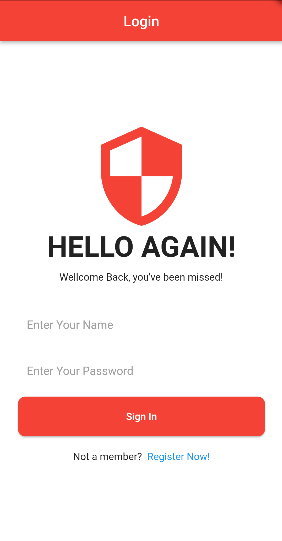 Login
HELLO AGAIN!
Wellcome Back, you've been missed!
Enter Your Name
Enter Your Password
Sign In
Not a member? Register Now!